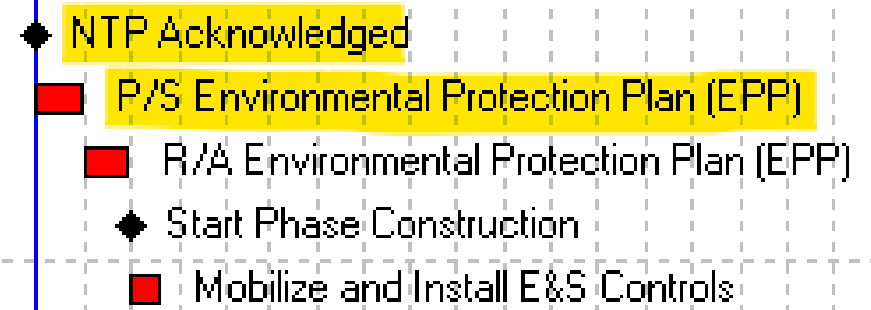 NTP Acknowledged
P/S Environmental Protection Plan (EPP)
R/A Environmental Protection Plan (EPP)
Start Phase Construction
Mobilize and Install E&S Controls